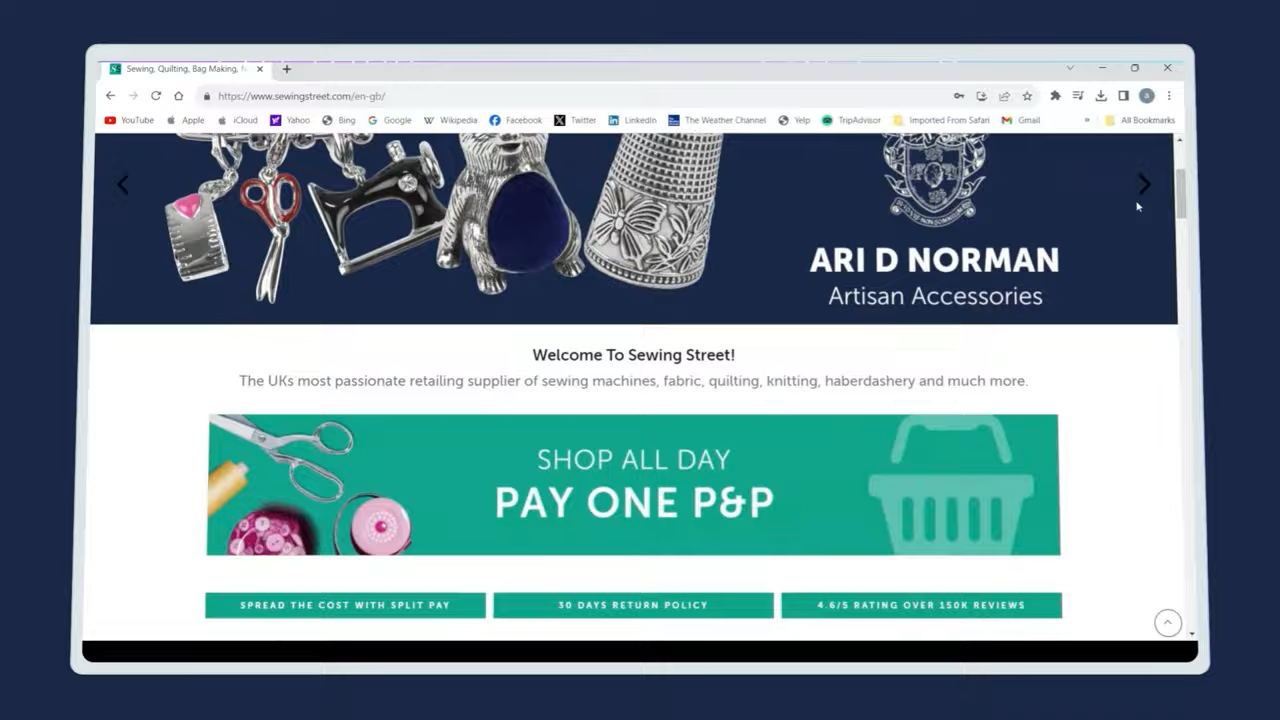 Sewing, Quilting, Bag Making,
https://www.sewingstreet.com/en-gb/
YouTube Apple iCloud Yahoo Bing Google Wikipedia Facebook Twitter LinkedIn The Weather Channel Yelp TripAdvisor Imported From Safari Gmail » All Bookmarks
ARI D NORMAN
Artisan Accessories
Welcome To Sewing Street!
The UKs most passionate retailing supplier of sewing machines, fabric, quilting, knitting, haberdashery and much more.
SHOP ALL DAY
PAY ONE P&P
SPREAD THE COST WITH SPLIT PAY
30 DAYS RETURN POLICY
4.6/5 RATING OVER 150K REVIEWS